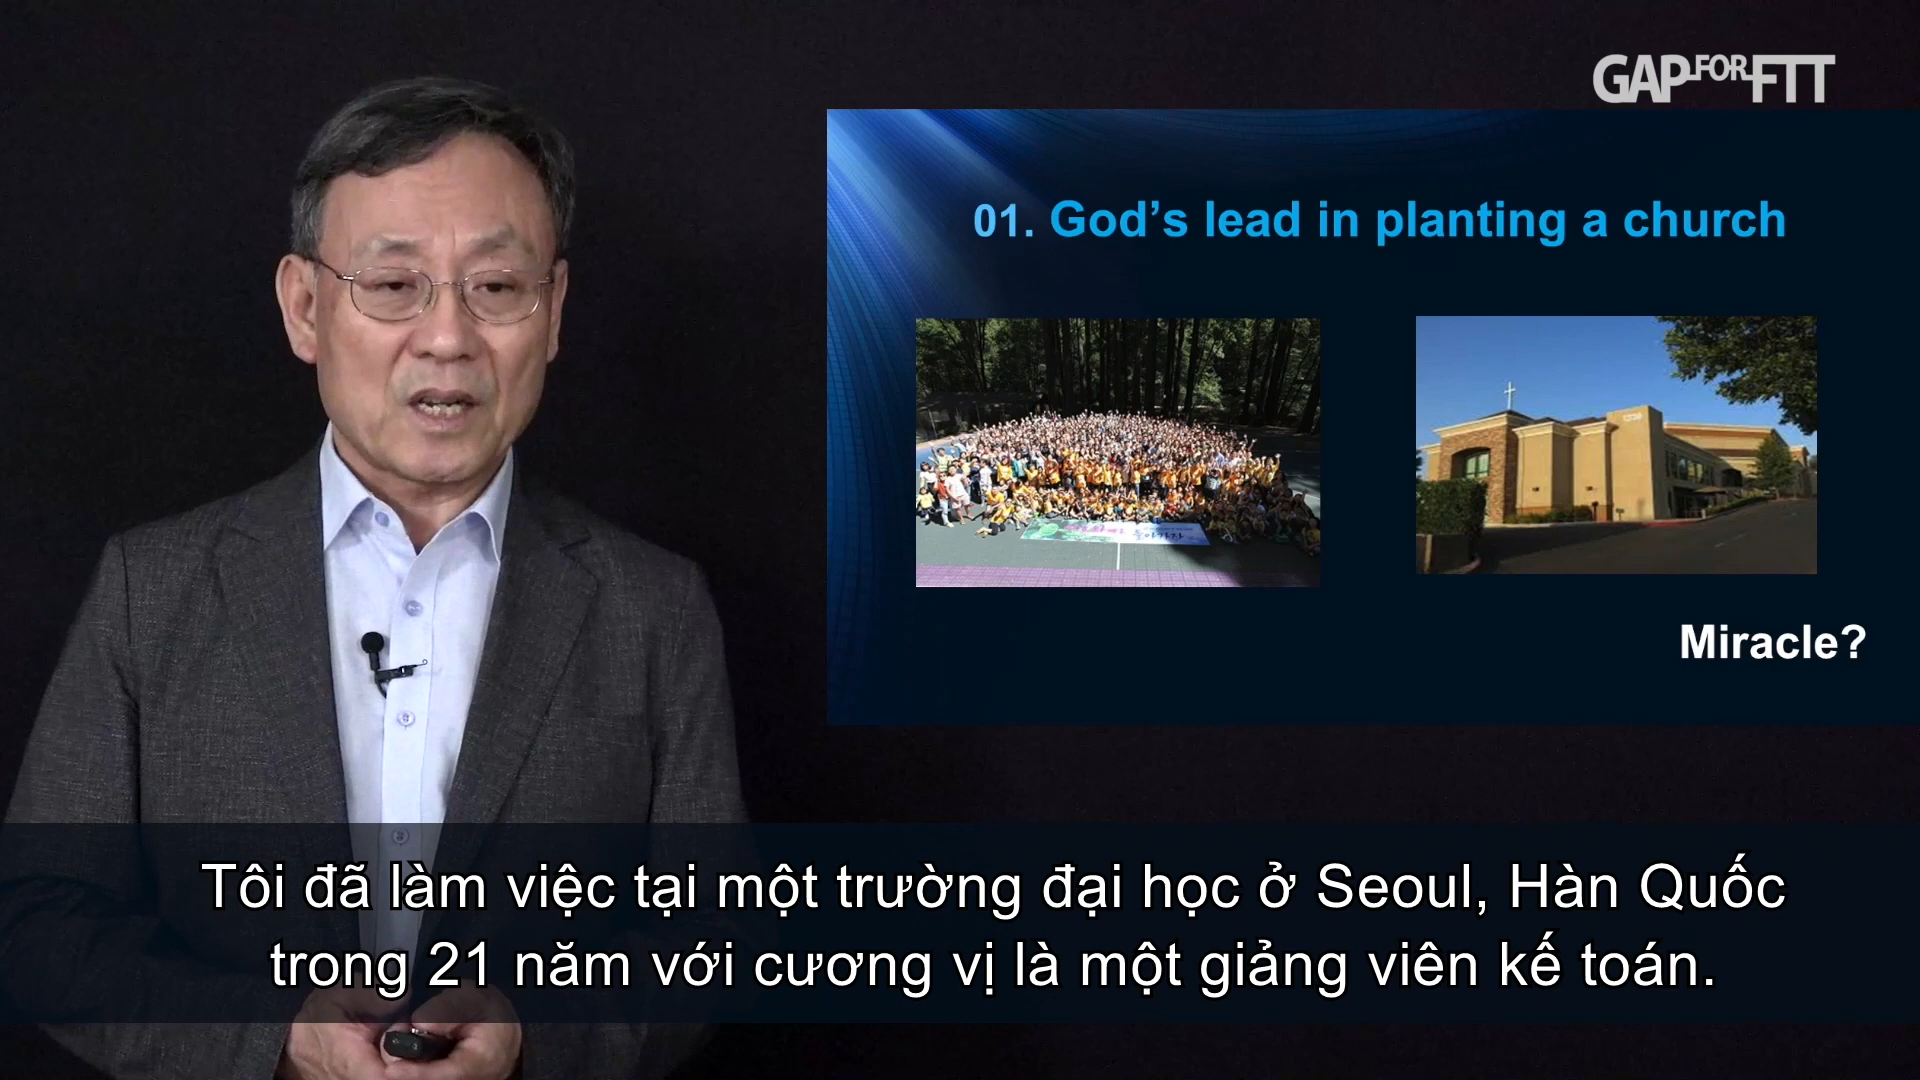 GAP FOR FTT
01. God’s lead in planting a church
Miracle?
Tôi đã làm việc tại một trường đại học ở Seoul, Hàn Quốc
trong 21 năm với cương vị là một giảng viên kế toán.